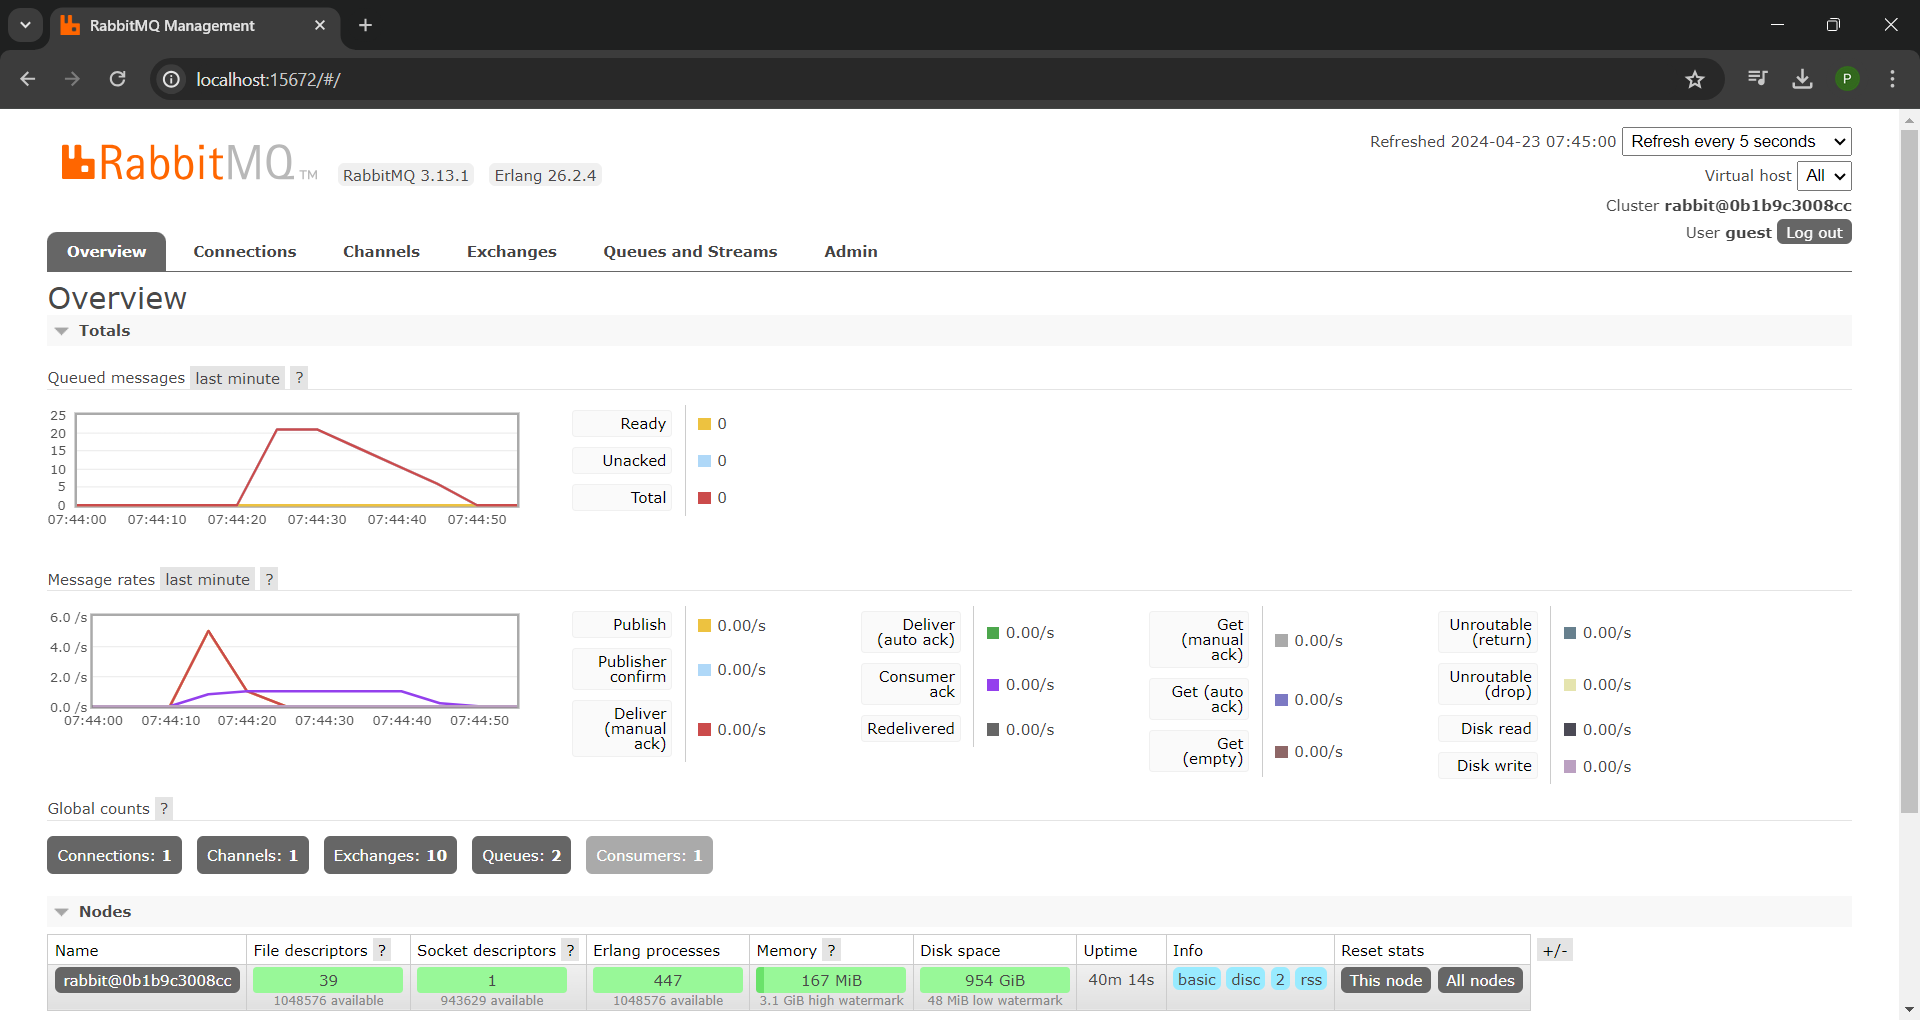 RabbitMQ Management
localhost:15672/#/
P
RabbitMQ TM
RabbitMQ 3.13.1 Erlang 26.2.4
Refreshed 2024-04-23 07:45:00 Refresh every 5 seconds
Virtual host All
Cluster rabbit@0b1b9c3008cc
User guest Log out
Overview Connections Channels Exchanges Queues and Streams Admin
Overview
Totals
Queued messages last minute ?
25
20
15
10
5
0
07:44:00 07:44:10 07:44:20 07:44:30 07:44:40 07:44:50
Ready 0
Unacked 0
Total 0
Message rates last minute ?
6.0 /s
4.0 /s
2.0 /s
0.0 /s
07:44:00 07:44:10 07:44:20 07:44:30 07:44:40 07:44:50
Publish 0.00/s
Publisher
confirm 0.00/s
Deliver
(manual
ack) 0.00/s
Deliver
(auto ack) 0.00/s
Consumer
ack 0.00/s
Redelivered 0.00/s
Get
(manual
ack) 0.00/s
Get (auto
ack) 0.00/s
Get
(empty) 0.00/s
Unroutable
(return) 0.00/s
Unroutable
(drop) 0.00/s
Disk read 0.00/s
Disk write 0.00/s
Global counts ?
Connections: 1 Channels: 1 Exchanges: 10 Queues: 2 Consumers: 1
Nodes
Name File descriptors ? Socket descriptors ? Erlang processes Memory ? Disk space Uptime Info Reset stats +/-
rabbit@0b1b9c3008cc 39 1 447 167 MiB 954 GiB 40m 14s basic disc 2 rss This node All nodes
1048576 available 943629 available 1048576 available 3.1 GiB high watermark 48 MiB low watermark